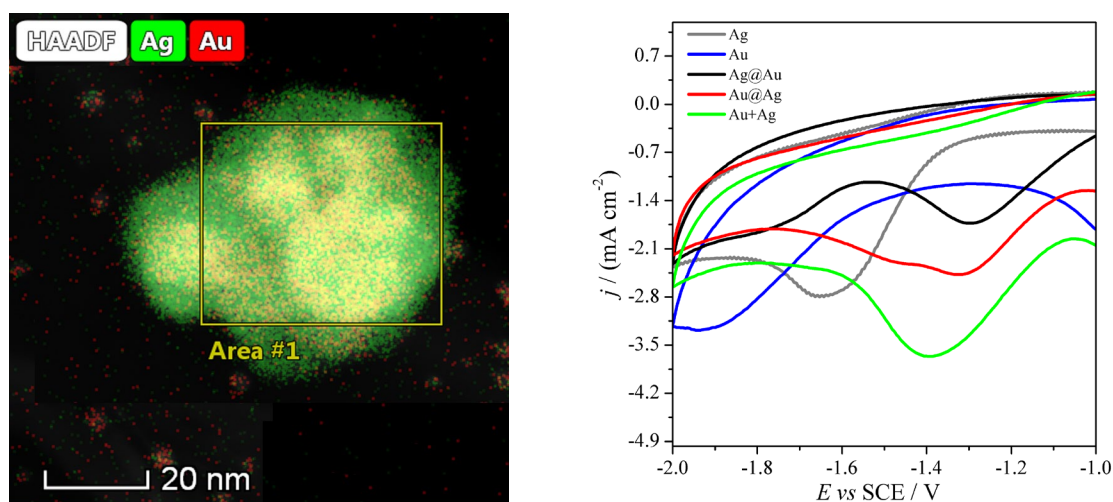 HAADF Ag Au
Area #1
20 nm
Ag
Au
Ag@Au
Au@Ag
Au+Ag
0.7
0.0
-0.7
-1.4
-2.1
-2.8
-3.5
-4.2
-4.9
j / (mA cm⁻²)
-2.0 -1.8 -1.6 -1.4 -1.2 -1.0
E vs SCE / V